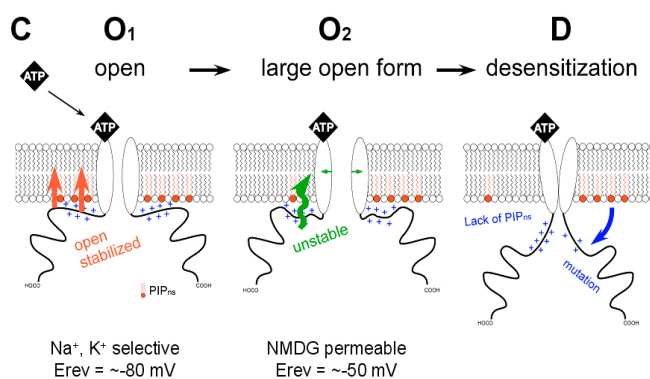 C
O₁
O₂
D
open
large open form
desensitization
ATP
ATP
ATP
ATP
open
stabilized
unstable
Lack of PIPns
mutation
HOOC
COOH
HOOC
COOH
HOOC
COOH
PIPns
Na⁺, K⁺ selective
Erev = ~-80 mV
NMDG permeable
Erev = ~-50 mV